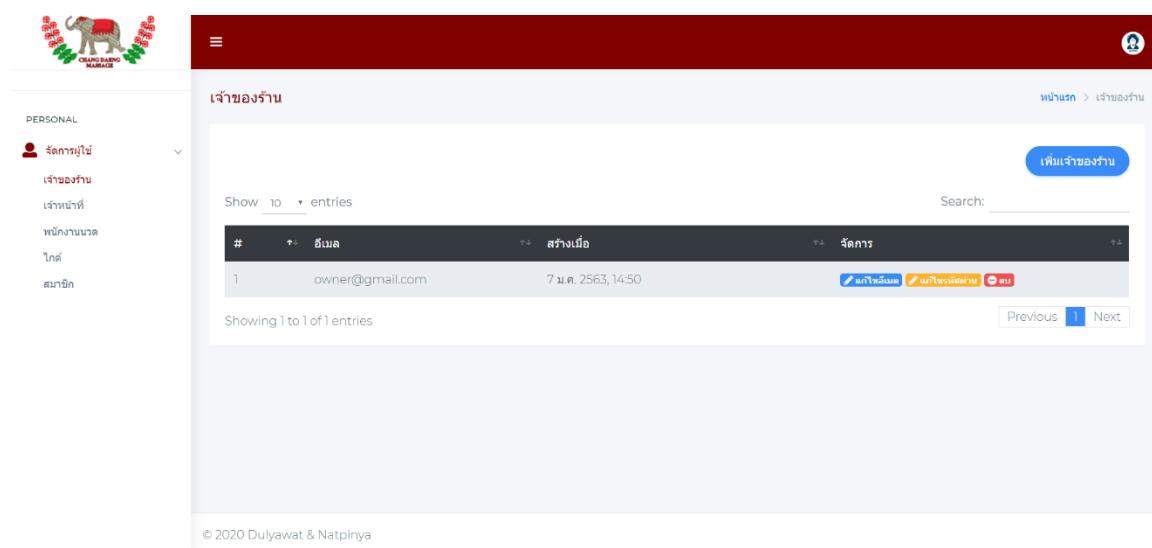 CHANG DAENG
MASSAGE
PERSONAL
จัดการผู้ใช้
เจ้าของร้าน
เจ้าหน้าที่
พนักงานนวด
ไกด์
สมาชิก
เจ้าของร้าน
หน้าแรก > เจ้าของร้าน
เพิ่มเจ้าของร้าน
Show 10 entries
Search:
# อีเมล สร้างเมื่อ จัดการ
1 owner@gmail.com 7 ม.ค. 2563, 14:50 แก้ไขอีเมล แก้ไขรหัสผ่าน ลบ
Showing 1 to 1 of 1 entries
Previous 1 Next
© 2020 Dulyawat & Natpinya